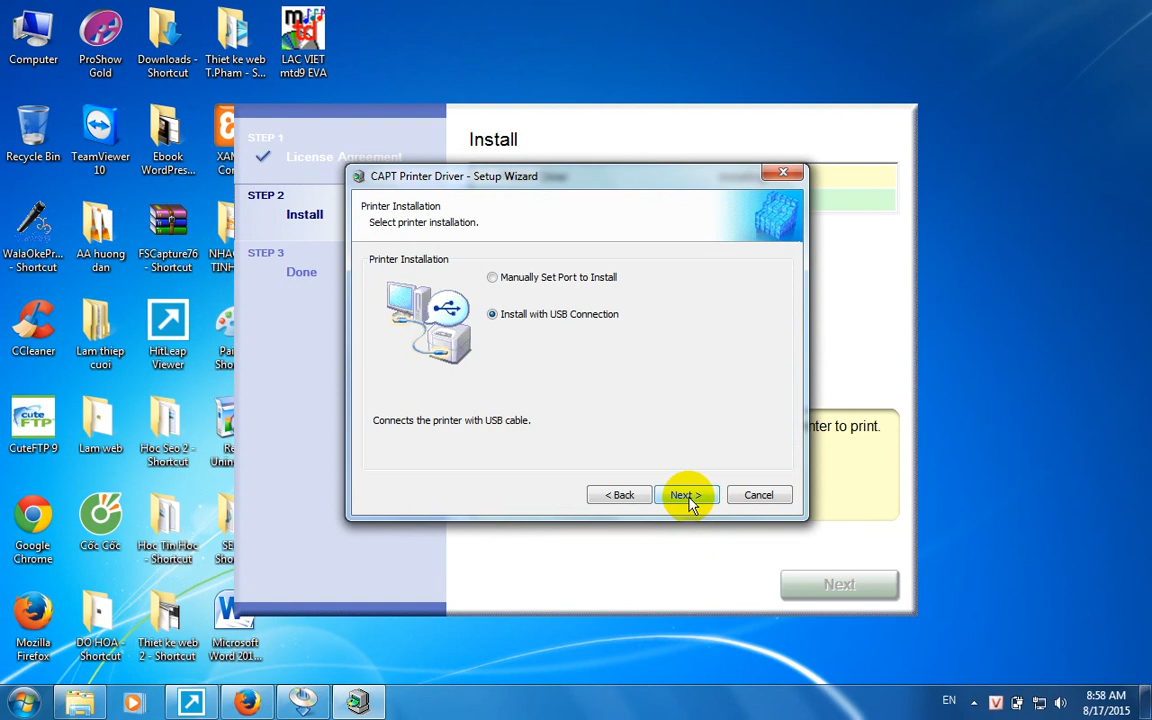 Computer
ProShow
Gold
Downloads -
Shortcut
Thiet ke web
T.Pham - S...
mtd
LAC VIET
mtd9 EVA
Recycle Bin
TeamViewer
10
Ebook
WordPres...
WalaOkePr...
- Shortcut
AA huong
dan
FSCapture76
- Shortcut
CCleaner
Lam thiep
cuoi
HitLeap
Viewer
cute
FTP
CuteFTP 9
Lam web
Hoc Seo 2 -
Shortcut
Google
Chrome
Cốc Cốc
Hoc Tin Hoc
- Shortcut
Mozilla
Firefox
DO HOA -
Shortcut
Thiet ke web
2 - Shortcut
Microsoft
Word 201...
STEP 1
License Agreement
STEP 2
Install
STEP 3
Done
Install
CAPT Printer Driver - Setup Wizard
Printer Installation
Select printer installation.
Printer Installation
Manually Set Port to Install
Install with USB Connection
Connects the printer with USB cable.
< Back
Next >
Cancel
to print.
Next
EN
V
8:58 AM
8/17/2015